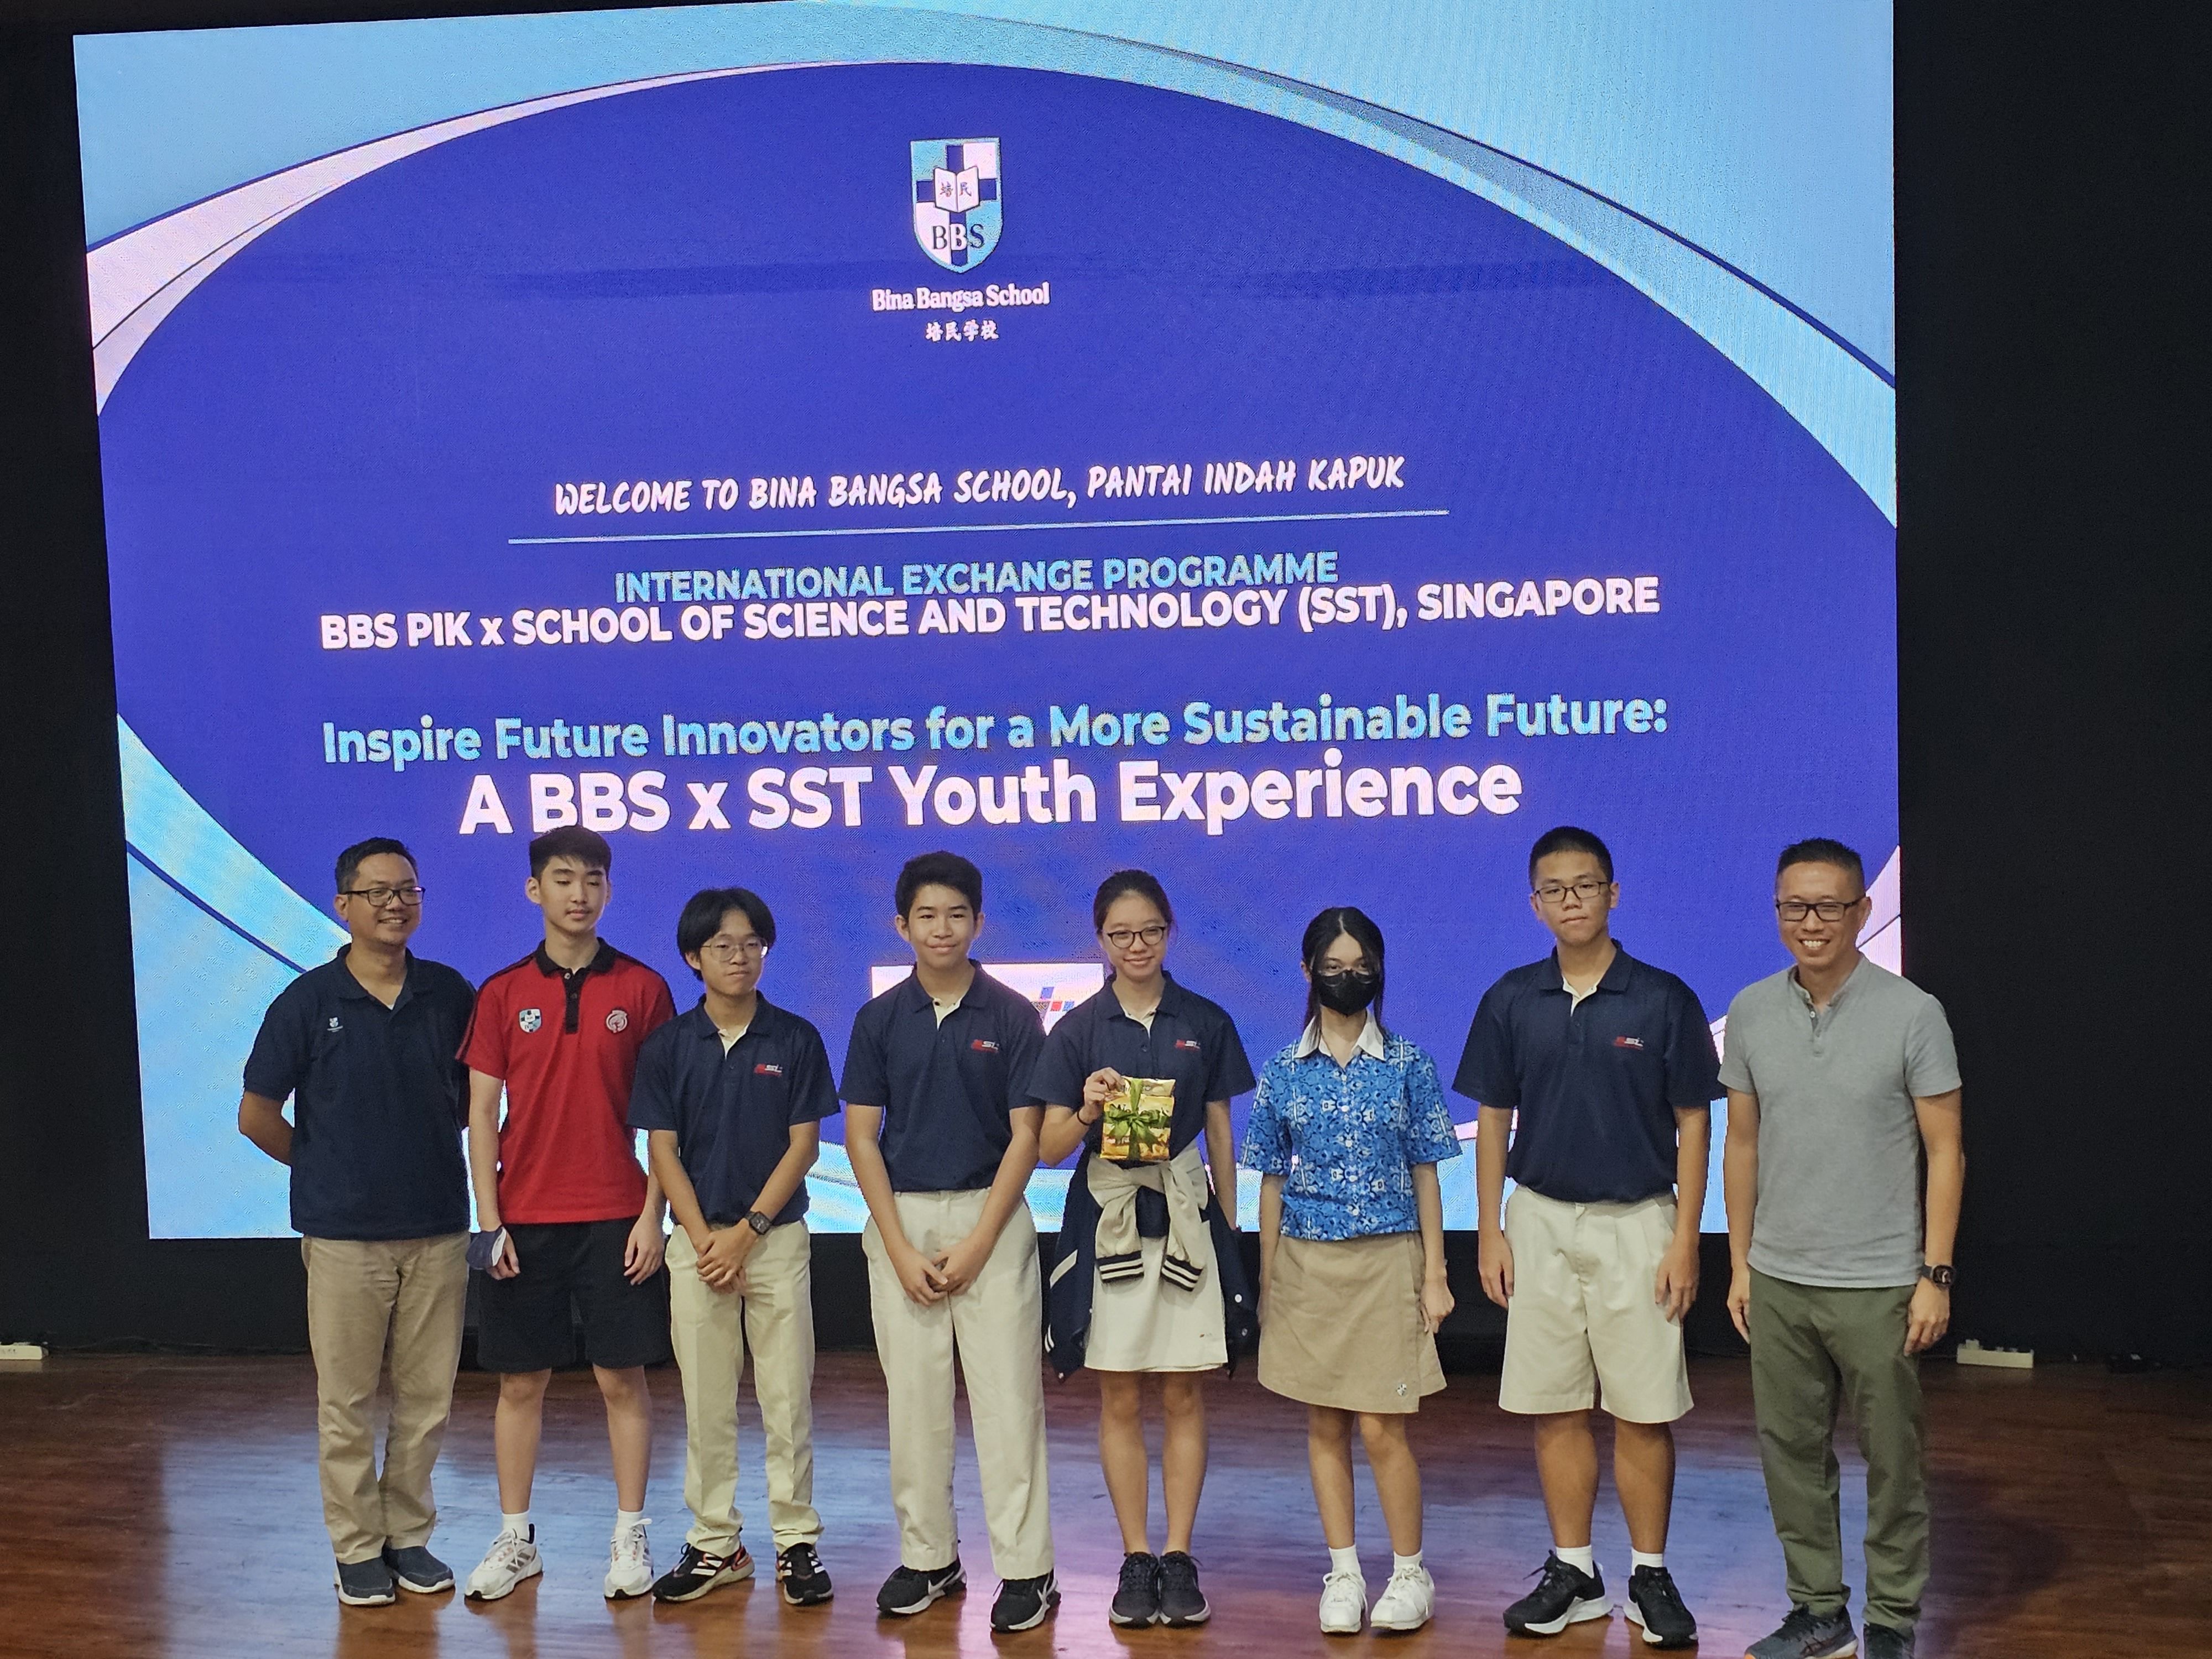 培民
BBS
Bina Bangsa School
培民学校
WELCOME TO BINA BANGSA SCHOOL, PANTAI INDAH KAPUK
INTERNATIONAL EXCHANGE PROGRAMME
BBS PIK x SCHOOL OF SCIENCE AND TECHNOLOGY (SST), SINGAPORE
Inspire Future Innovators for a More Sustainable Future:
A BBS x SST Youth Experience